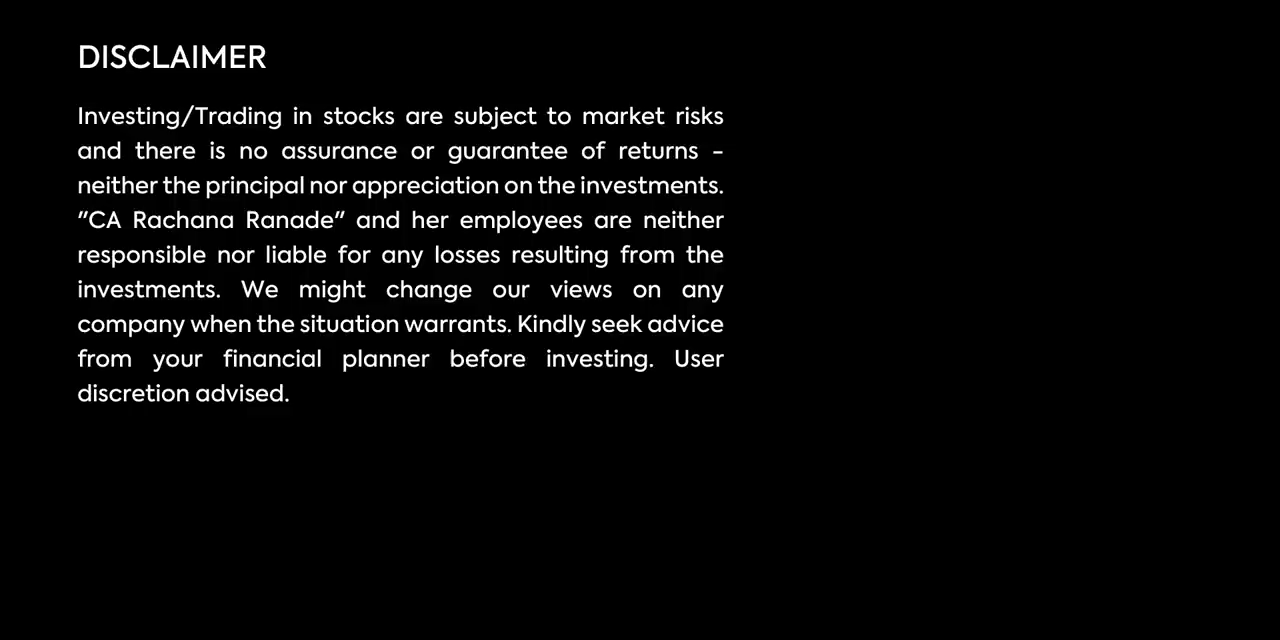 DISCLAIMER
Investing/Trading in stocks are subject to market risks
and there is no assurance or guarantee of returns -
neither the principal nor appreciation on the investments.
"CA Rachana Ranade" and her employees are neither
responsible nor liable for any losses resulting from the
investments. We might change our views on any
company when the situation warrants. Kindly seek advice
from your financial planner before investing. User
discretion advised.